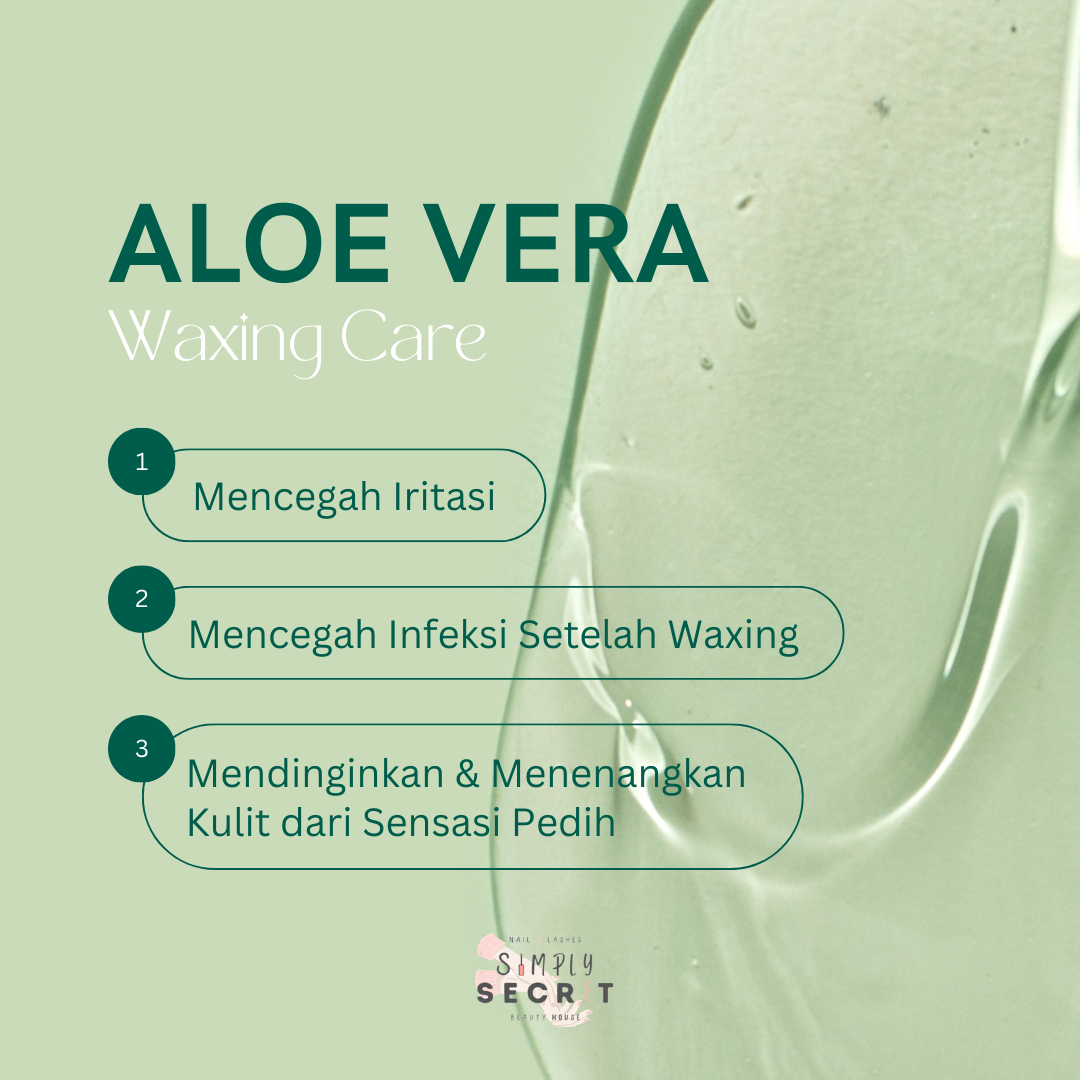 ALOE VERA
Waxing Care
1
Mencegah Iritasi
2
Mencegah Infeksi Setelah Waxing
3
Mendinginkan & Menenangkan
Kulit dari Sensasi Pedih
NAIL LASHES
SIMPLY
SECRET
BEAUTY HOUSE